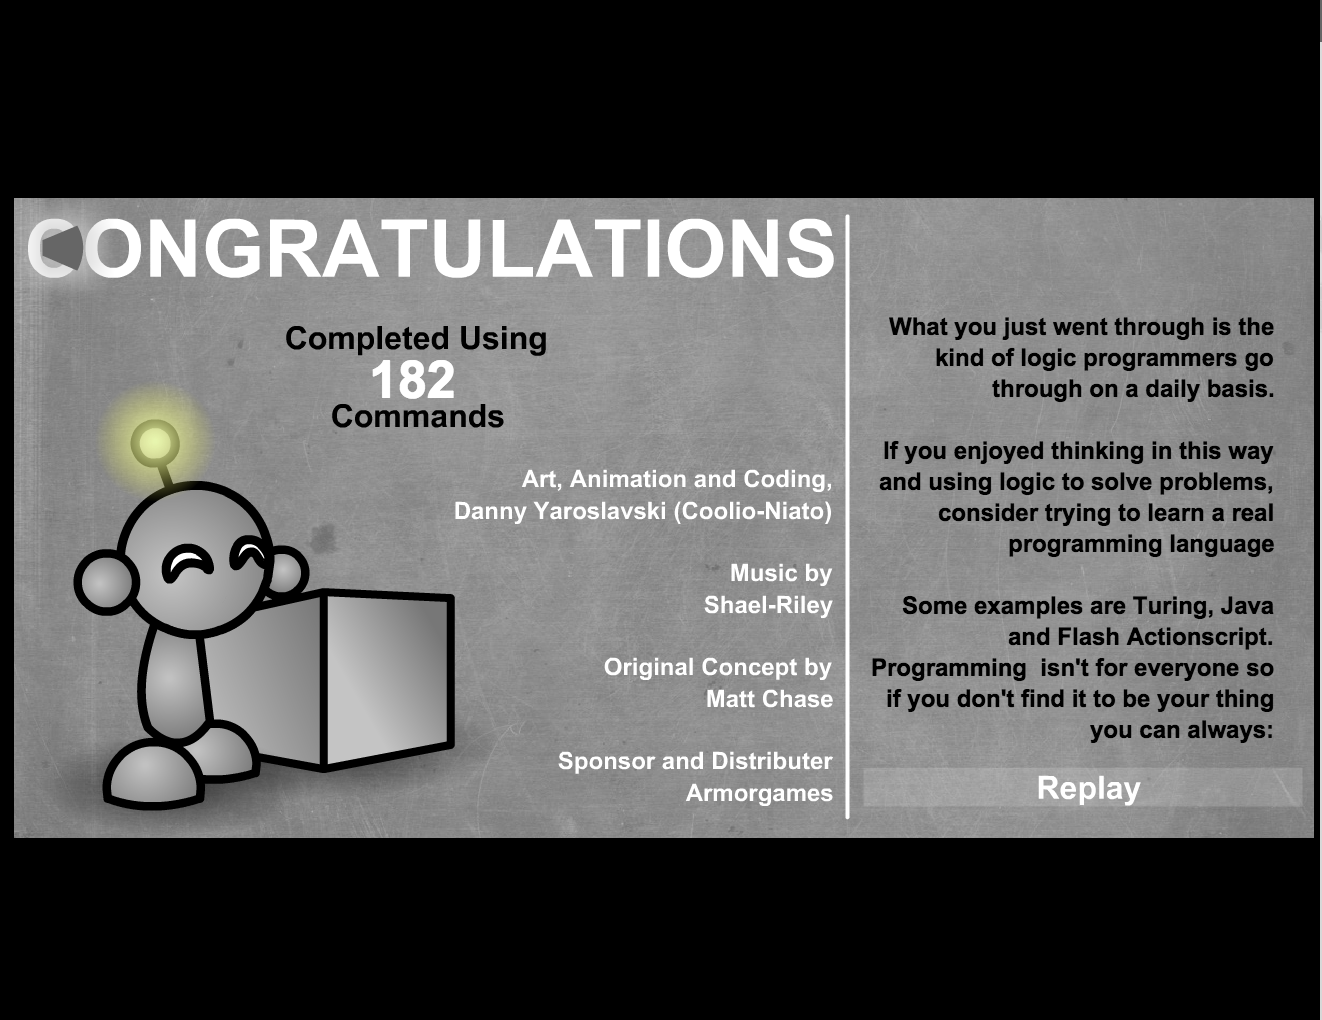 CONGRATULATIONS
Completed Using
182
Commands
Art, Animation and Coding,
Danny Yaroslavski (Coolio-Niato)
Music by
Shael-Riley
Original Concept by
Matt Chase
Sponsor and Distributer
Armorgames
What you just went through is the
kind of logic programmers go
through on a daily basis.
If you enjoyed thinking in this way
and using logic to solve problems,
consider trying to learn a real
programming language
Some examples are Turing, Java
and Flash Actionscript.
Programming  isn't for everyone so
if you don't find it to be your thing
you can always:
Replay